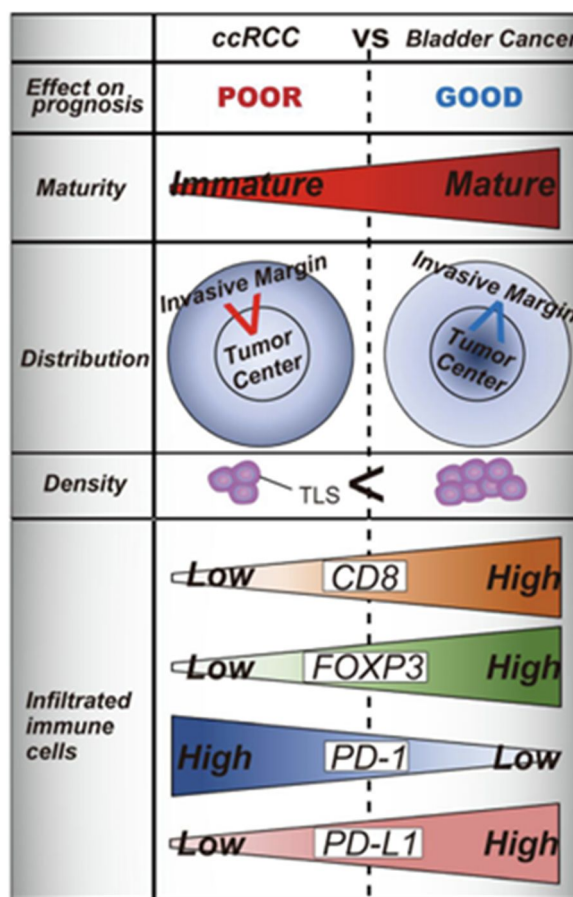 ccRCC vs Bladder Cancer
Effect on
prognosis
POOR
GOOD
Maturity
Immature
Mature
Distribution
Invasive Margin
Tumor
Center
Invasive Margin
Tumor
Center
Density
TLS
<
Infiltrated
immune
cells
Low CD8 High
Low FOXP3 High
High PD-1 Low
Low PD-L1 High